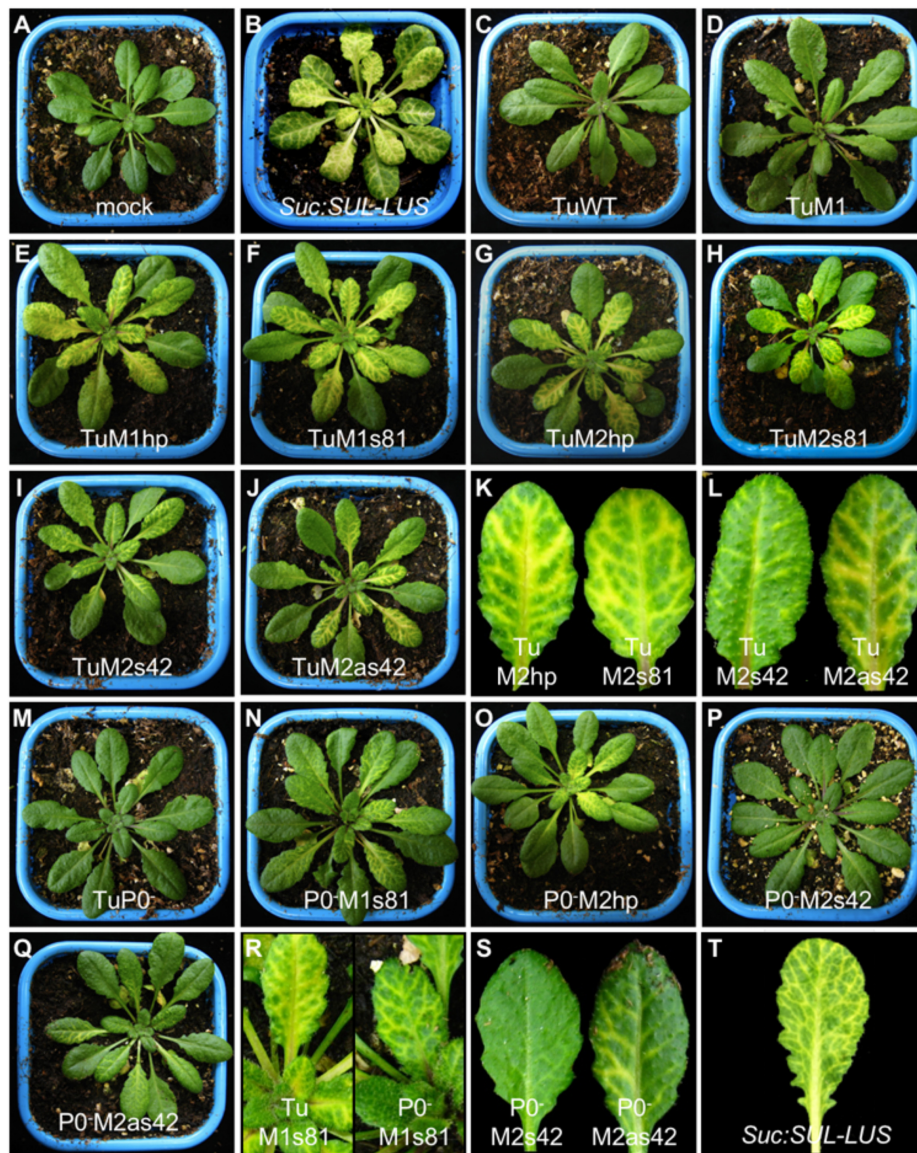 A
mock
B
Suc:SUL-LUS
C
TuWT
D
TuM1
E
TuM1hp
F
TuM1s81
G
TuM2hp
H
TuM2s81
I
TuM2s42
J
TuM2as42
K
Tu
M2hp
Tu
M2s81
L
Tu
M2s42
Tu
M2as42
M
TuP0-
N
P0-M1s81
O
P0-M2hp
P
P0-M2s42
Q
P0-M2as42
R
Tu
M1s81
P0-
M1s81
S
P0-
M2s42
P0-
M2as42
T
Suc:SUL-LUS